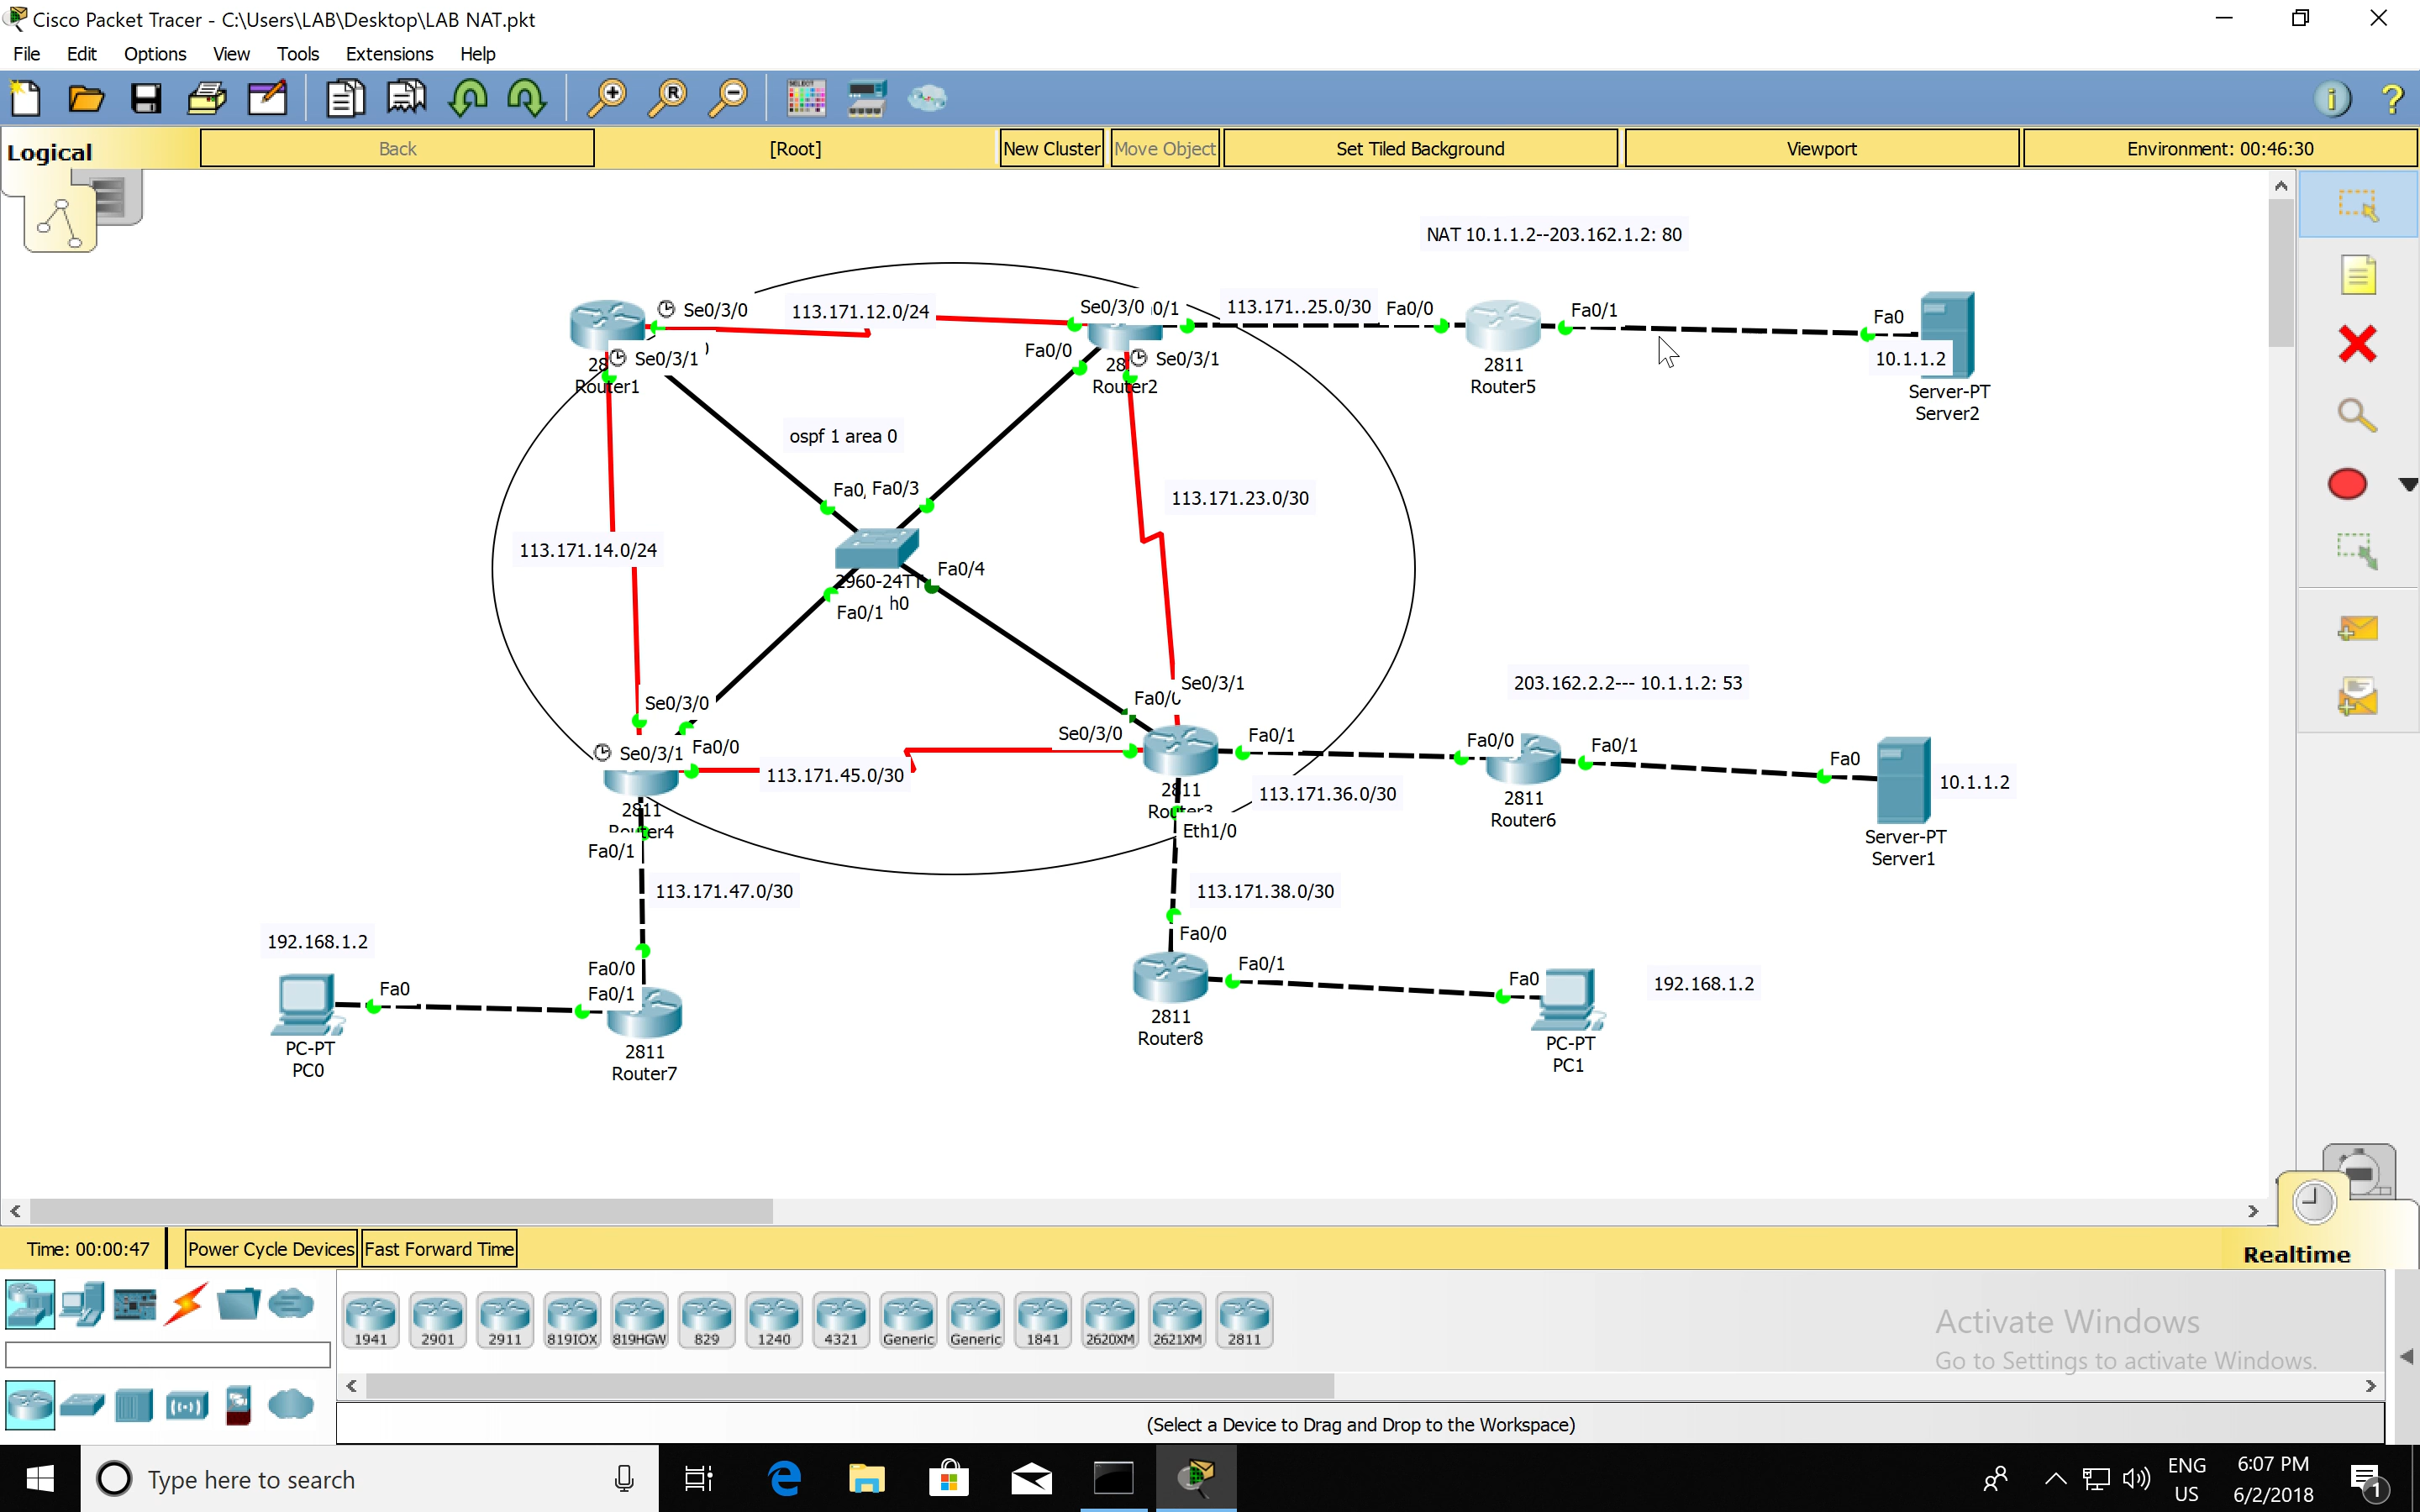 Cisco Packet Tracer - C:\Users\LAB\Desktop\LAB NAT.pkt
File Edit Options View Tools Extensions Help
Logical Back [Root] New Cluster Move Object Set Tiled Background Viewport Environment: 00:46:30
NAT 10.1.1.2--203.162.1.2: 80
Se0/3/0 113.171.12.0/24 Se0/3/0 0/1 113.171..25.0/30 Fa0/0 Fa0/1 Fa0
Se0/3/1 Fa0/0 Se0/3/1 2811 10.1.1.2
Router1 Router2 Router5 Server-PT
Server2
ospf 1 area 0
Fa0/3
113.171.23.0/30
113.171.14.0/24
Fa0/4
2960-24TT
Fa0/1 h0
203.162.2.2--- 10.1.1.2: 53
Se0/3/0 Fa0/0 Se0/3/1
Se0/3/1 Fa0/0 Se0/3/0 Fa0/1 Fa0/0 Fa0/1 Fa0
113.171.45.0/30 10.1.1.2
2811 2811 113.171.36.0/30 2811
Router4 Router3 Router6 Server-PT
Server1
Fa0/1 Eth1/0
113.171.47.0/30 113.171.38.0/30
192.168.1.2 Fa0/0
Fa0/0 Fa0/1 Fa0 192.168.1.2
Fa0 Fa0/1
2811 PC-PT
Router8 PC1
PC-PT 2811
PC0 Router7
Time: 00:00:47 Power Cycle Devices Fast Forward Time Realtime
1941 2901 2911 819IOX 819HGW 829 1240 4321 Generic Generic 1841 2620XM 2621XM 2811
Activate Windows
Go to Settings to activate Windows.
(Select a Device to Drag and Drop to the Workspace)
Type here to search
ENG
US
6:07 PM
6/2/2018
1